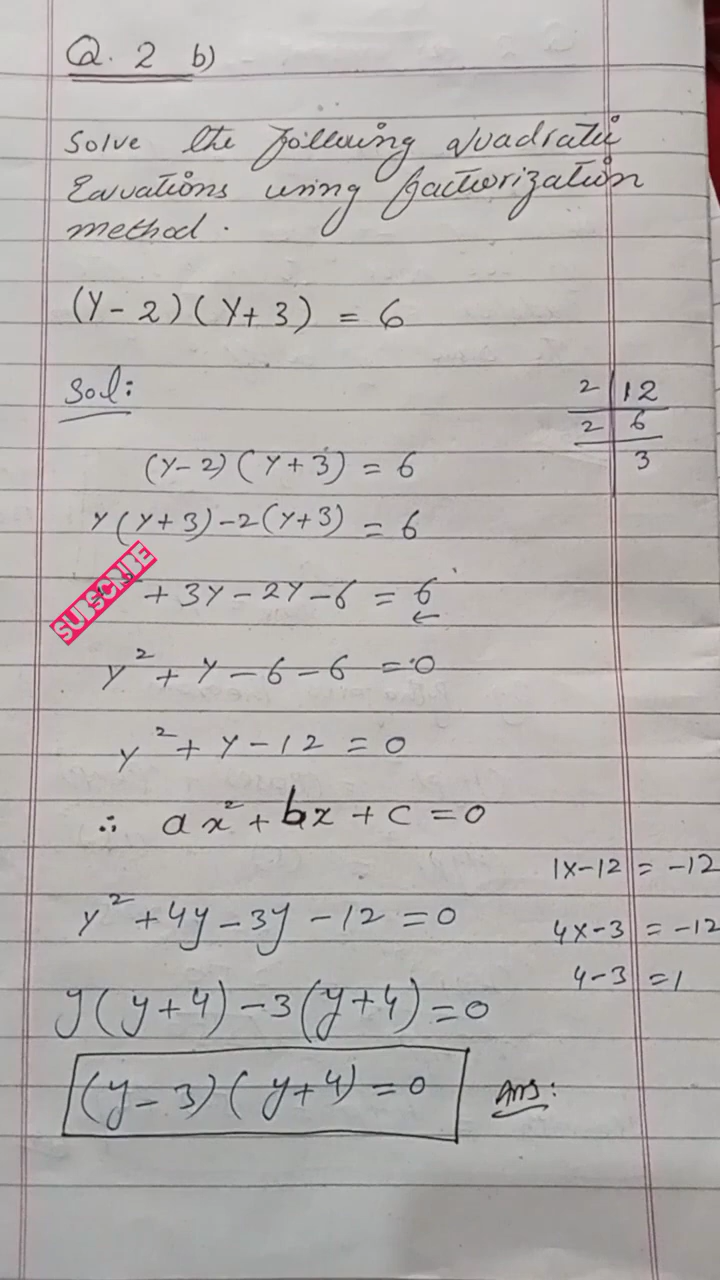 Q. 2 b)
Solve the following Quadratic
Equations using factorization
method.
(Y - 2) (Y + 3) = 6
Sol:
2 | 12
2 | 6
3
(Y - 2) (Y + 3) = 6
Y (Y + 3) - 2 (Y + 3) = 6
SUBSCRIBE
² + 3Y - 2Y - 6 = 6
←
Y² + Y - 6 - 6 = 0
Y² + Y - 12 = 0
∴ ax² + bx + c = 0
1x-12 = -12
y² + 4y - 3y - 12 = 0
4x-3 = -12
4-3 = 1
y (y + 4) - 3 (y + 4) = 0
(y - 3) (y + 4) = 0
Ans: